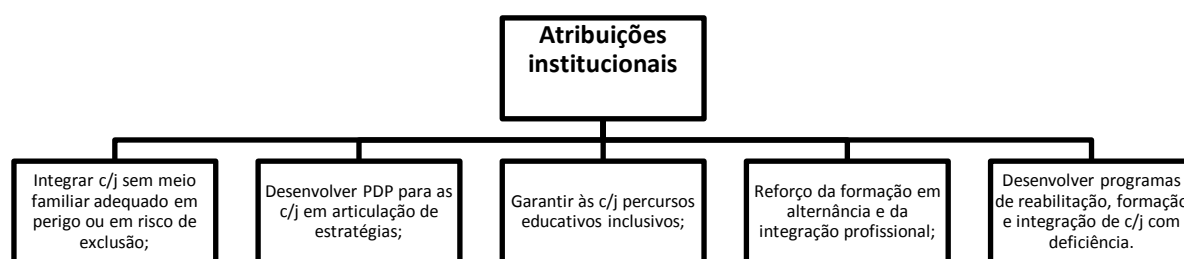 Atribuições
institucionais
Integrar c/j sem meio
familiar adequado em
perigo ou em risco de
exclusão;
Desenvolver PDP para as
c/j em articulação de
estratégias;
Garantir às c/j percursos
educativos inclusivos;
Reforço da formação em
alternância e da
integração profissional;
Desenvolver programas
de reabilitação, formação
e integração de c/j com
deficiência.